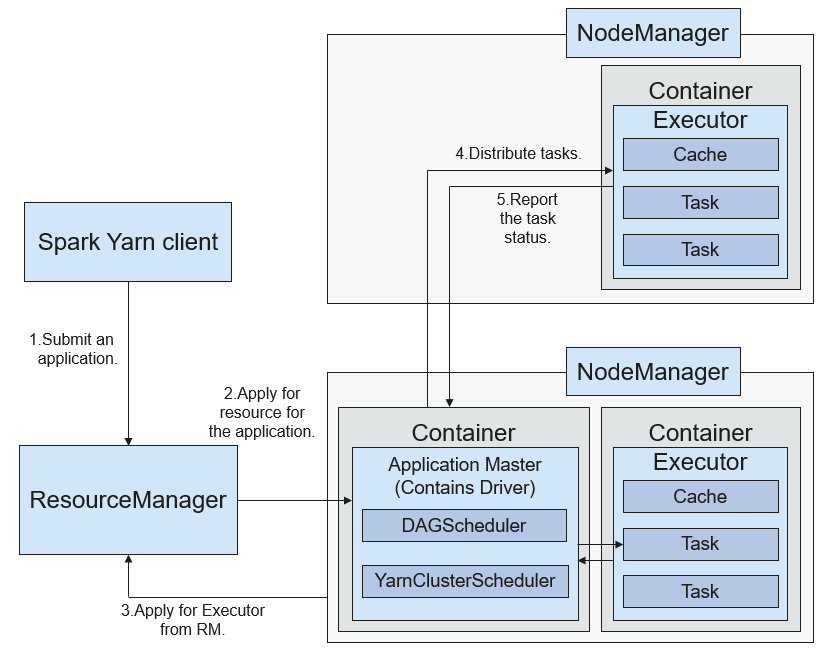 NodeManager
Container
Executor
Cache
Task
Task
4.Distribute tasks.
5.Report
the task
status.
Spark Yarn client
1.Submit an
application.
2.Apply for
resource for
the application.
ResourceManager
3.Apply for Executor
from RM.
NodeManager
Container
Application Master
(Contains Driver)
DAGScheduler
YarnClusterScheduler
Container
Executor
Cache
Task
Task